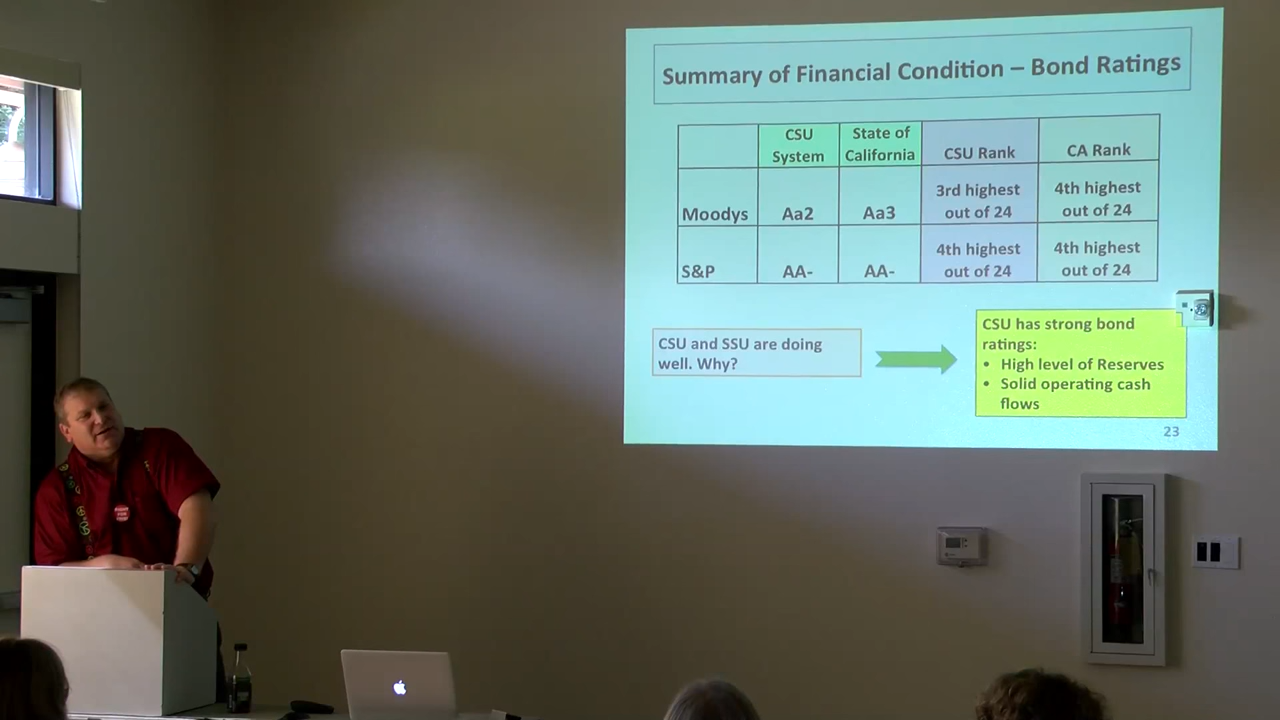 Summary of Financial Condition – Bond Ratings
CSU
System
State of
California
CSU Rank
CA Rank
Moodys
Aa2
Aa3
3rd highest
out of 24
4th highest
out of 24
S&P
AA-
AA-
4th highest
out of 24
4th highest
out of 24
CSU and SSU are doing
well. Why?
CSU has strong bond
ratings:
• High level of Reserves
• Solid operating cash
flows
23